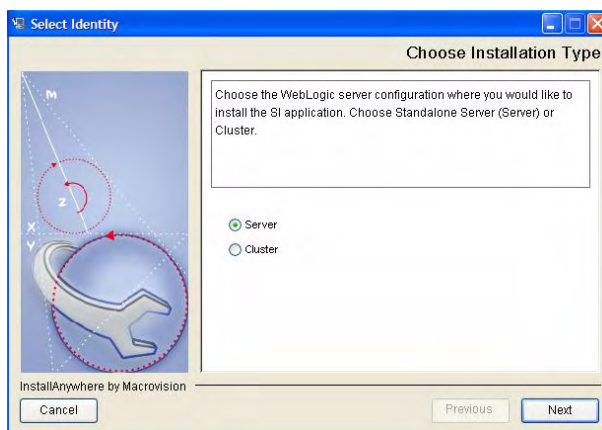 Select Identity
Choose Installation Type
Choose the WebLogic server configuration where you would like to
install the SI application. Choose Standalone Server (Server) or
Cluster.
M
Z
X
Y
Server
Cluster
InstallAnywhere by Macrovision
Cancel
Previous
Next